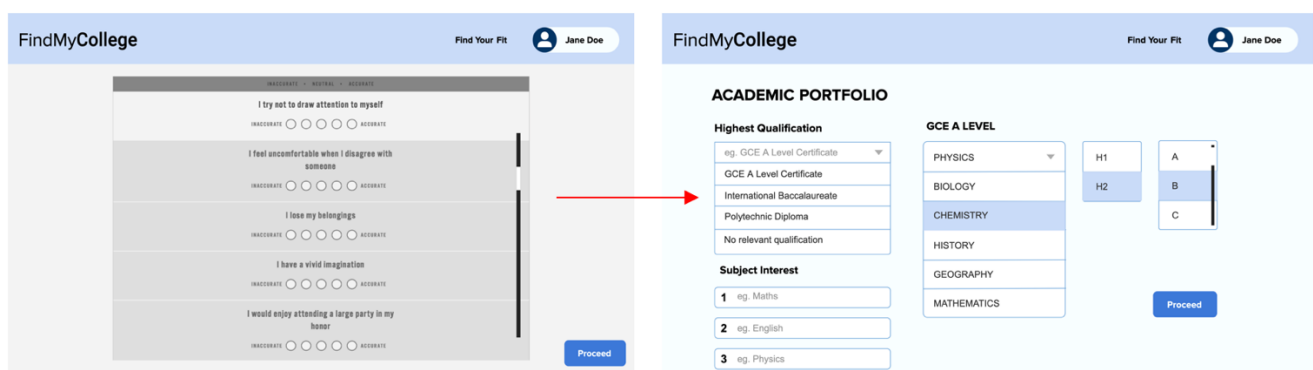 FindMyCollege
Find Your Fit
Jane Doe
INACCURATE • NEUTRAL • ACCURATE
I try not to draw attention to myself
INACCURATE ACCURATE
I feel uncomfortable when I disagree with
someone
INACCURATE ACCURATE
I lose my belongings
INACCURATE ACCURATE
I have a vivid imagination
INACCURATE ACCURATE
I would enjoy attending a large party in my
honor
INACCURATE ACCURATE
Proceed
FindMyCollege
Find Your Fit
Jane Doe
ACADEMIC PORTFOLIO
Highest Qualification
eg. GCE A Level Certificate
GCE A Level Certificate
International Baccalaureate
Polytechnic Diploma
No relevant qualification
Subject Interest
1 eg. Maths
2 eg. English
3 eg. Physics
GCE A LEVEL
PHYSICS
BIOLOGY
CHEMISTRY
HISTORY
GEOGRAPHY
MATHEMATICS
H1
H2
A
B
C
Proceed